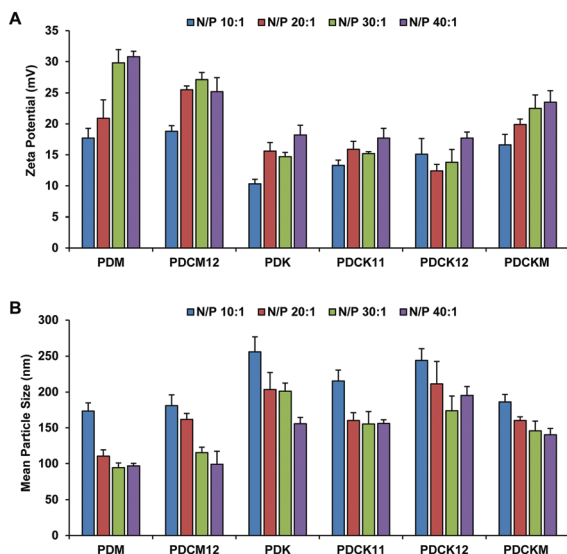 A
N/P 10:1 N/P 20:1 N/P 30:1 N/P 40:1
Zeta Potential (mV)
35
30
25
20
15
10
5
0
PDM PDCM12 PDK PDCK11 PDCK12 PDCKM
B
N/P 10:1 N/P 20:1 N/P 30:1 N/P 40:1
Mean Particle Size (nm)
300
250
200
150
100
50
0
PDM PDCM12 PDK PDCK11 PDCK12 PDCKM